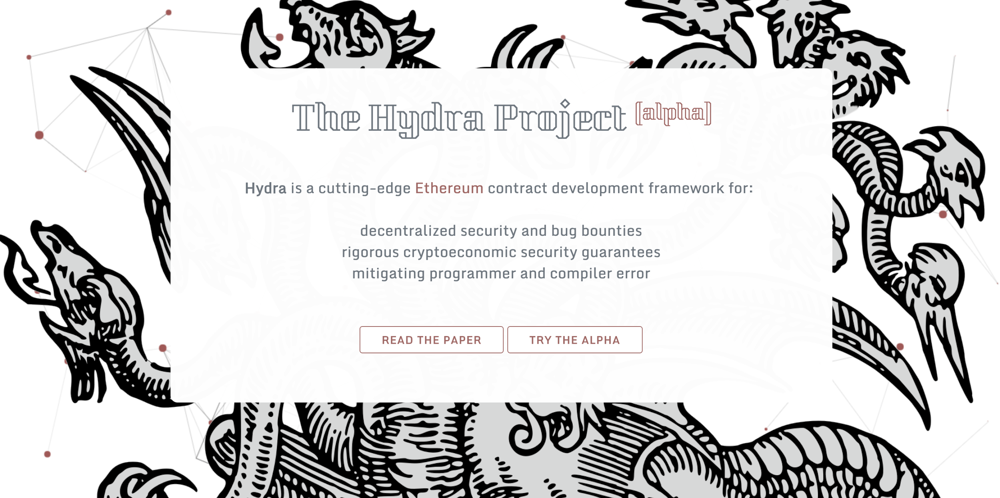 The Hydra Project [alpha]
Hydra is a cutting-edge Ethereum contract development framework for:
decentralized security and bug bounties
rigorous cryptoeconomic security guarantees
mitigating programmer and compiler error
READ THE PAPER
TRY THE ALPHA